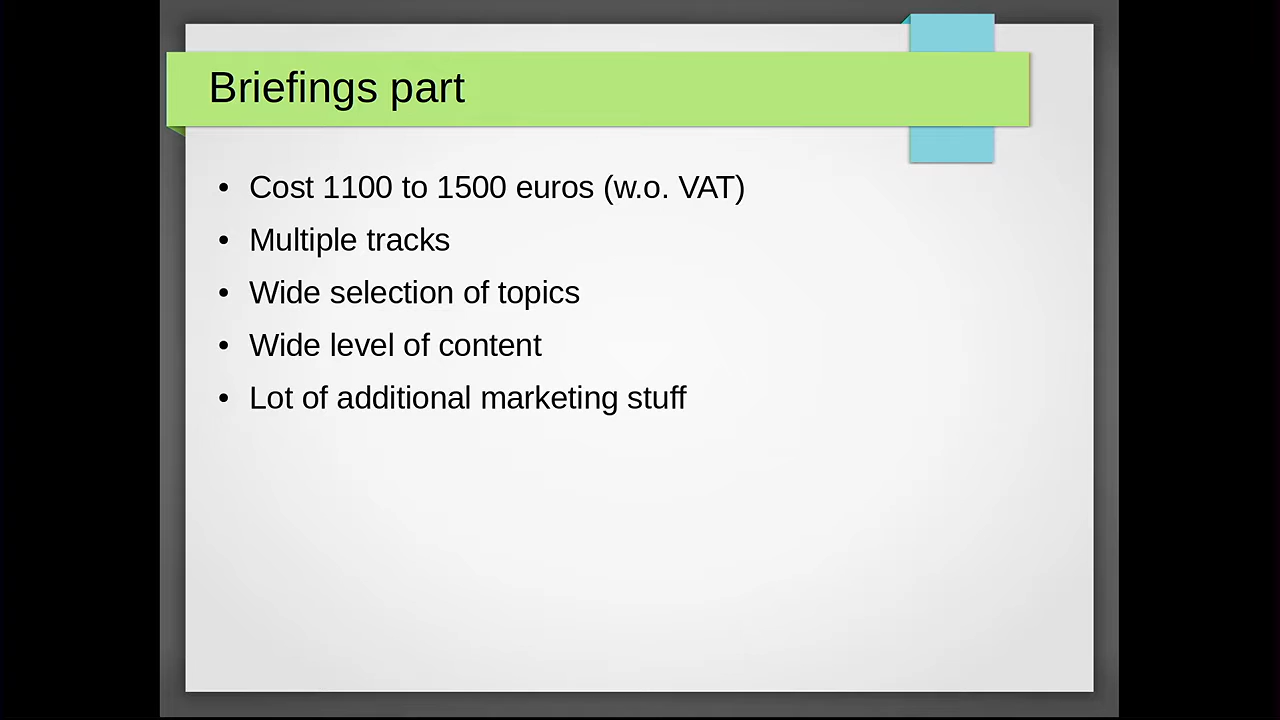 Briefings part
• Cost 1100 to 1500 euros (w.o. VAT)
• Multiple tracks
• Wide selection of topics
• Wide level of content
• Lot of additional marketing stuff